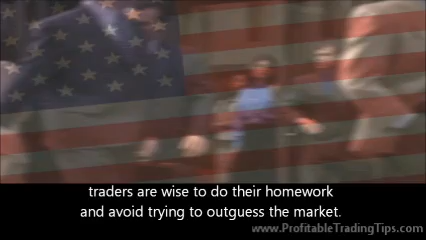 traders are wise to do their homework
and avoid trying to outguess the market.
www.ProfitableTradingTips.com